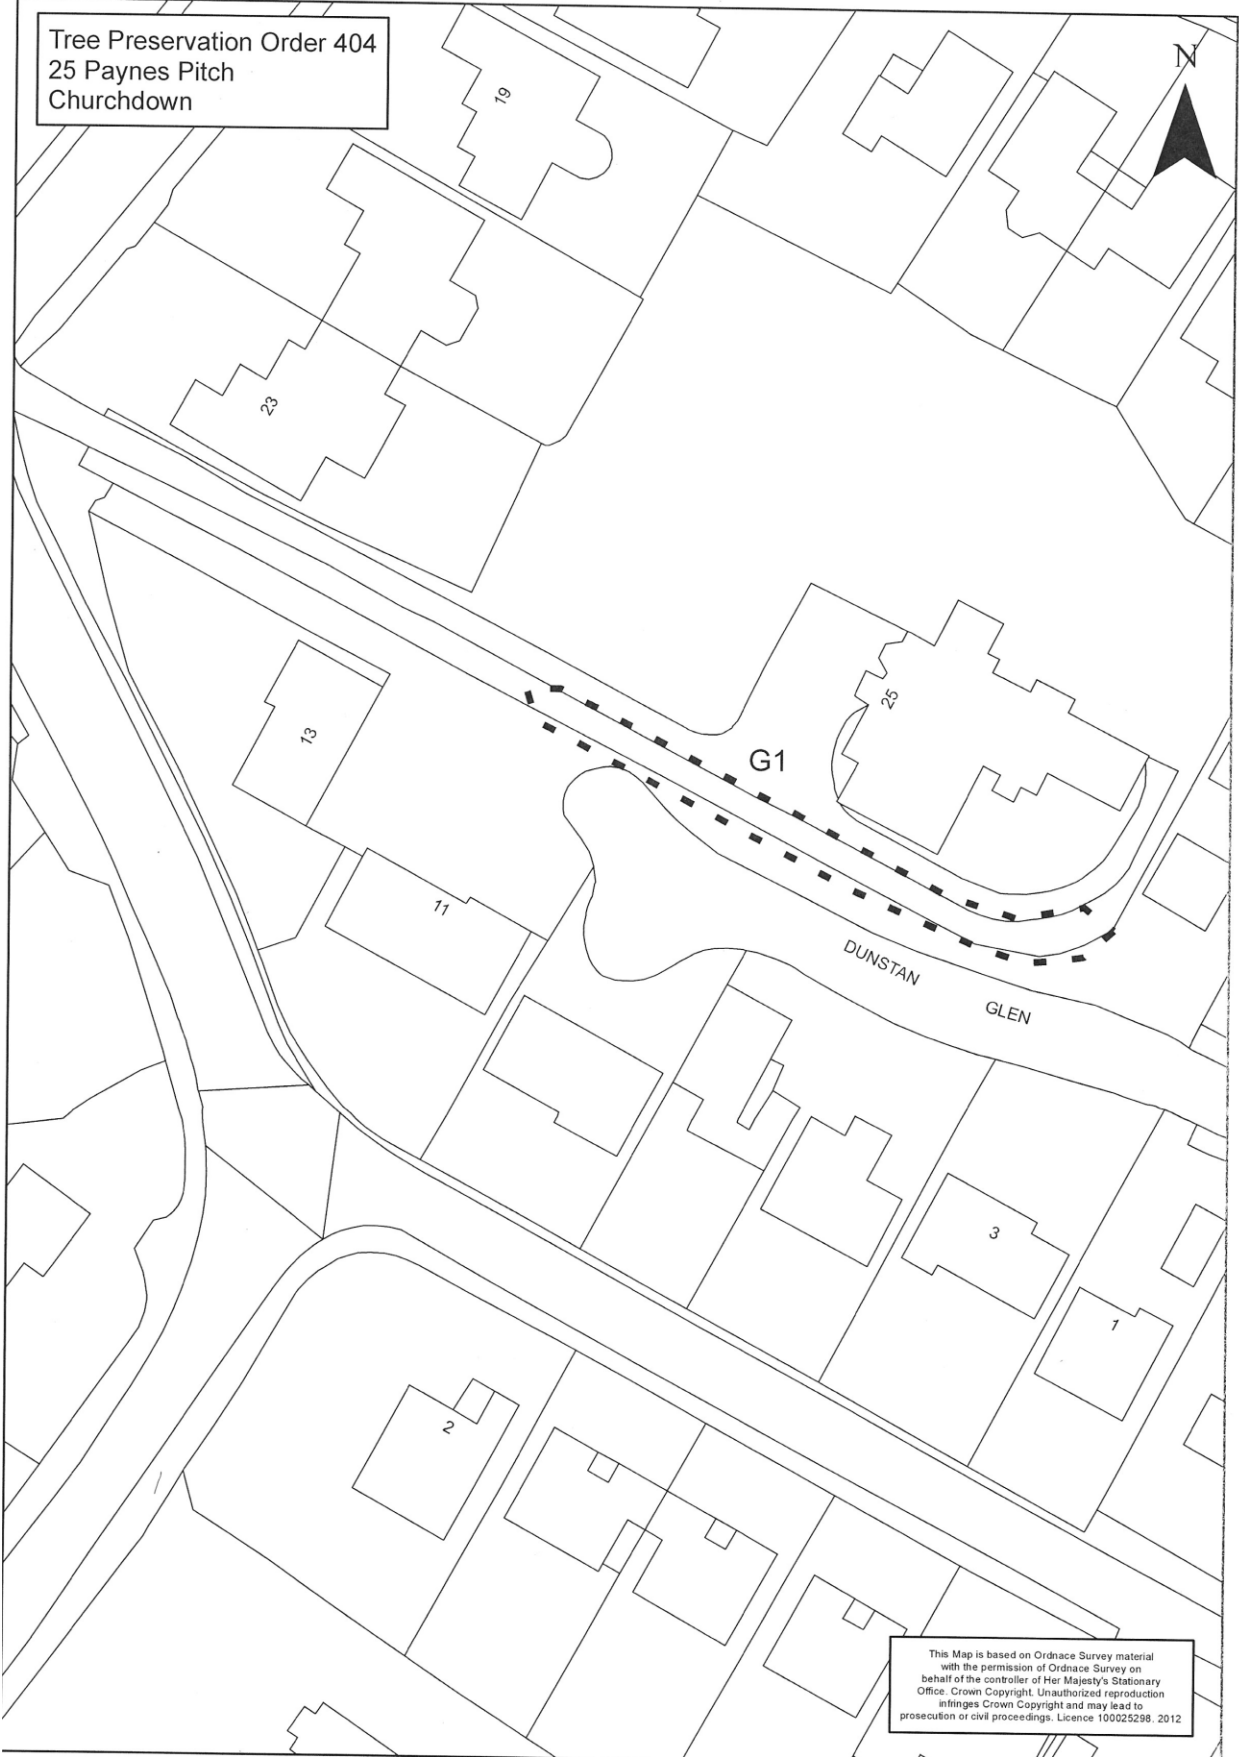 Tree Preservation Order 404
25 Paynes Pitch
Churchdown
N
19
23
25
13
G1
11
DUNSTAN
GLEN
3
1
2
This Map is based on Ordnace Survey material
with the permission of Ordnace Survey on
behalf of the controller of Her Majesty's Stationary
Office. Crown Copyright. Unauthorized reproduction
infringes Crown Copyright and may lead to
prosecution or civil proceedings. Licence 100025298. 2012